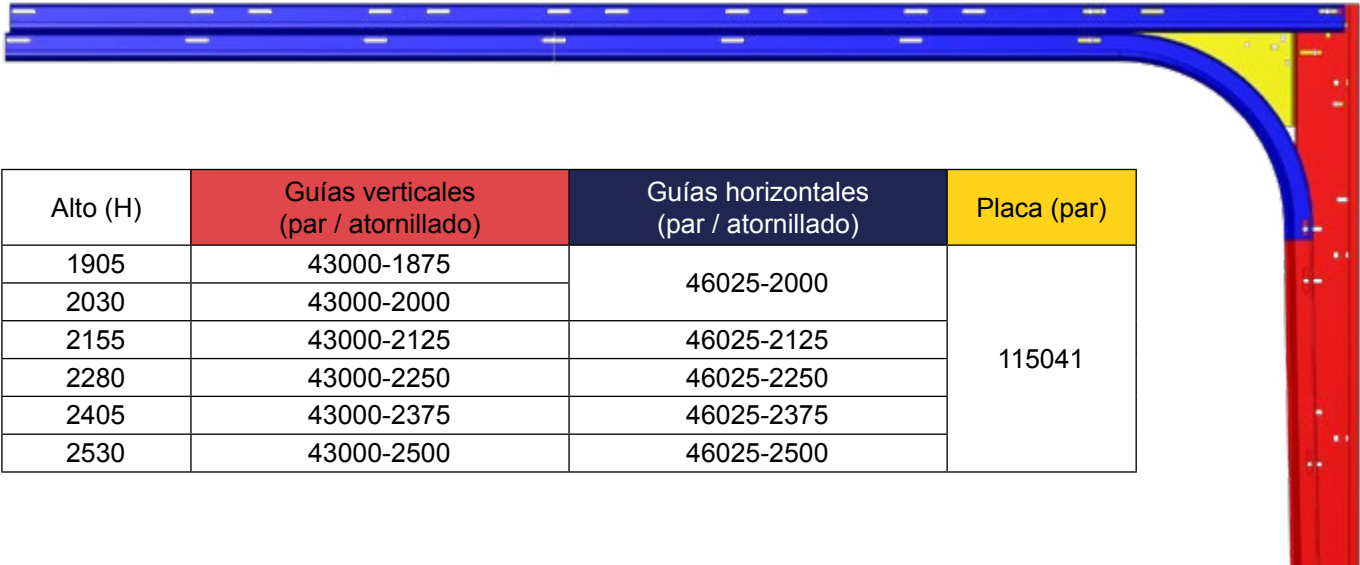 Alto (H) Guías verticales (par / atornillado) Guías horizontales (par / atornillado) Placa (par)
1905 43000-1875 46025-2000 115041
2030 43000-2000
2155 43000-2125 46025-2125
2280 43000-2250 46025-2250
2405 43000-2375 46025-2375
2530 43000-2500 46025-2500